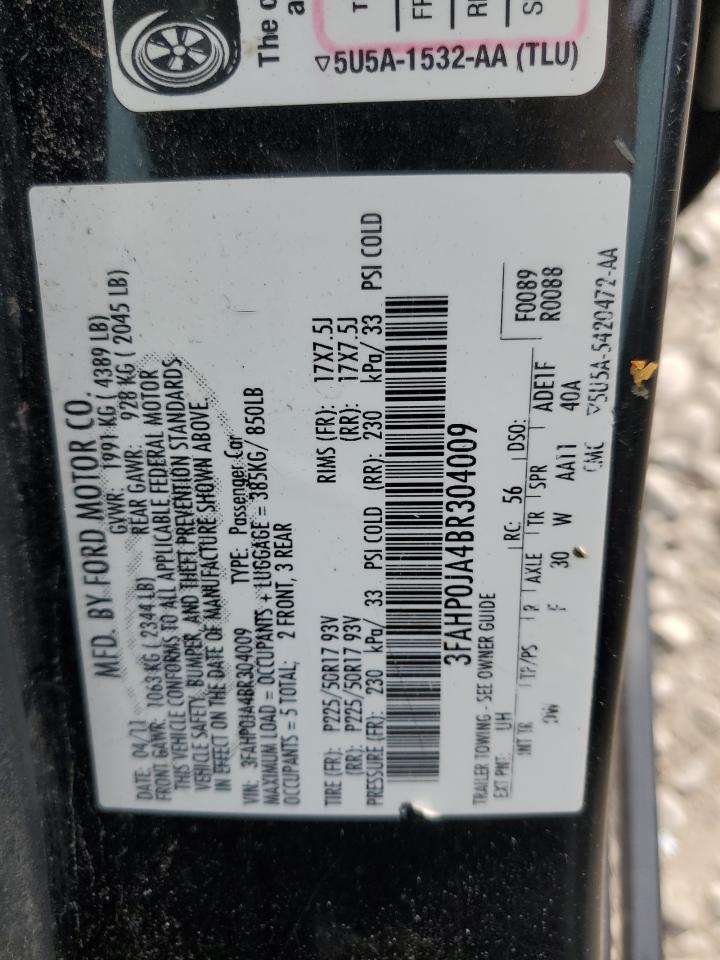 The
a
▽5U5A-1532-AA (TLU)
MFD. BY FORD MOTOR CO.
DATE: 04/11 GVWR: 1991 KG ( 4389 LB)
FRONT GAWR: 1063 KG ( 2344 LB) REAR GAWR: 928 KG ( 2045 LB)
THIS VEHICLE CONFORMS TO ALL APPLICABLE FEDERAL MOTOR
VEHICLE SAFETY, BUMPER, AND THEFT PREVENTION STANDARDS
IN EFFECT ON THE DATE OF MANUFACTURE SHOWN ABOVE.
VIN: 3FAHP0JA4BR304009 TYPE: Passenger Car
MAXIMUM LOAD = OCCUPANTS + LUGGAGE = 385KG/ 850LB
OCCUPANTS = 5 TOTAL; 2 FRONT, 3 REAR
TIRE (FR): P225/50R17 93V RIMS (FR): 17X7.5J
(RR): P225/50R17 93V (RR): 17X7.5J
PRESSURE (FR): 230 kPa/ 33 PSI COLD (RR): 230 kPa/ 33 PSI COLD
3FAHP0JA4BR304009
TRAILER TOWING - SEE OWNER GUIDE F0089
EXT PNT: UH RC: 56 DSO: R0088
INT TR TP/PS R AXLE TR SPR ADE1F
DW F 30 W AA11 40A
CMC ▽5U5A-5420472-AA